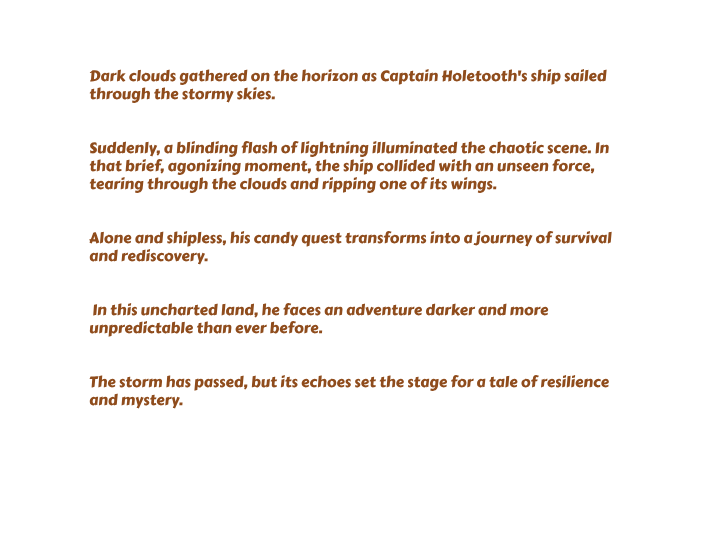 Dark clouds gathered on the horizon as Captain Holetooth's ship sailed
through the stormy skies.
Suddenly, a blinding flash of lightning illuminated the chaotic scene. In
that brief, agonizing moment, the ship collided with an unseen force,
tearing through the clouds and ripping one of its wings.
Alone and shipless, his candy quest transforms into a journey of survival
and rediscovery.
In this uncharted land, he faces an adventure darker and more
unpredictable than ever before.
The storm has passed, but its echoes set the stage for a tale of resilience
and mystery.